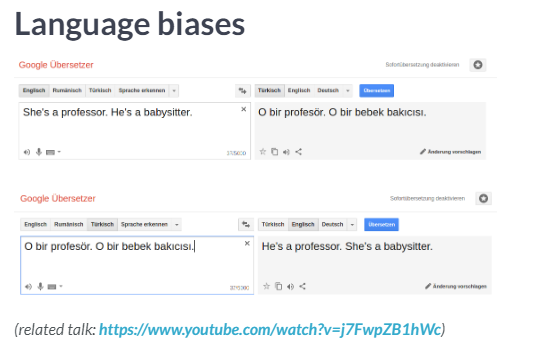 Language biases
Google Übersetzer
Sofortübersetzung deaktivieren
Englisch Rumänisch Türkisch Sprache erkennen
Türkisch Englisch Deutsch Übersetzen
She's a professor. He's a babysitter.
O bir profesör. O bir bebek bakıcısı.
37/5000
Änderung vorschlagen
Google Übersetzer
Sofortübersetzung deaktivieren
Englisch Rumänisch Türkisch Sprache erkennen
Türkisch Englisch Deutsch Übersetzen
O bir profesör. O bir bebek bakıcısı.
He's a professor. She's a babysitter.
Änderung vorschlagen
(related talk: https://www.youtube.com/watch?v=j7FwpZB1hWc)